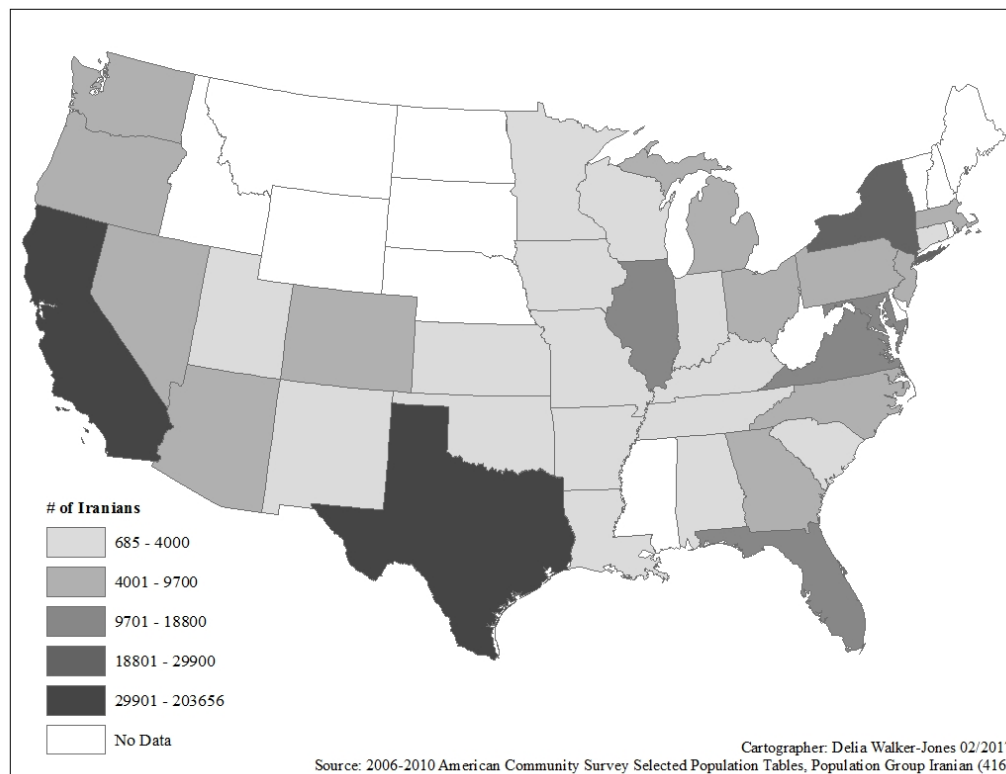 # of Iranians
685 - 4000
4001 - 9700
9701 - 18800
18801 - 29900
29901 - 203656
No Data
Cartographer: Delia Walker-Jones 02/201
Source: 2006-2010 American Community Survey Selected Population Tables, Population Group Iranian (416